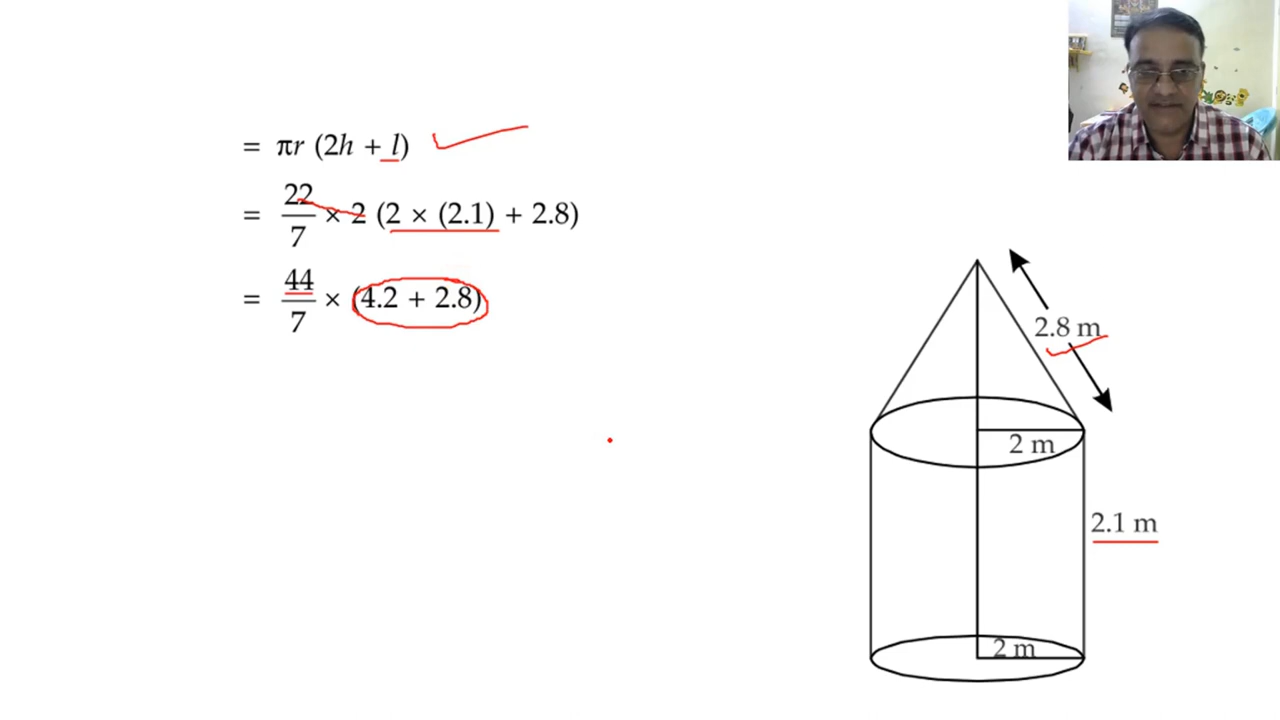 = πr (2h + l)
= 22/7 × 2 (2 × (2.1) + 2.8)
= 44/7 × (4.2 + 2.8)
2.8 m
2 m
2.1 m
2 m